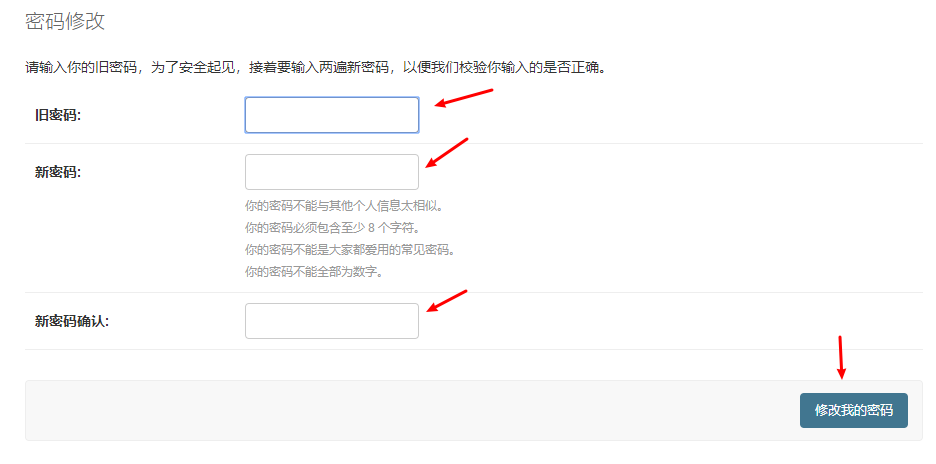 密码修改
请输入你的旧密码，为了安全起见，接着要输入两遍新密码，以便我们校验你输入的是否正确。
旧密码:
新密码:
你的密码不能与其他个人信息太相似。
你的密码必须包含至少 8 个字符。
你的密码不能是大家都爱用的常见密码。
你的密码不能全部为数字。
新密码确认:
修改我的密码